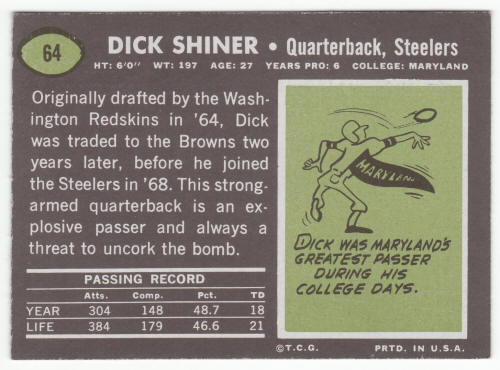 64
DICK SHINER • Quarterback, Steelers
HT: 6'0" WT: 197 AGE: 27 YEARS PRO: 6 COLLEGE: MARYLAND
Originally drafted by the Wash-
ington Redskins in '64, Dick
was traded to the Browns two
years later, before he joined
the Steelers in '68. This strong-
armed quarterback is an ex-
plosive passer and always a
threat to uncork the bomb.
PASSING RECORD
Atts. Comp. Pct. TD
YEAR 304 148 48.7 18
LIFE 384 179 46.6 21
MARYLAN
DICK WAS MARYLAND'S
GREATEST PASSER
DURING HIS
COLLEGE DAYS.
©T.C.G. PRTD. IN U.S.A.